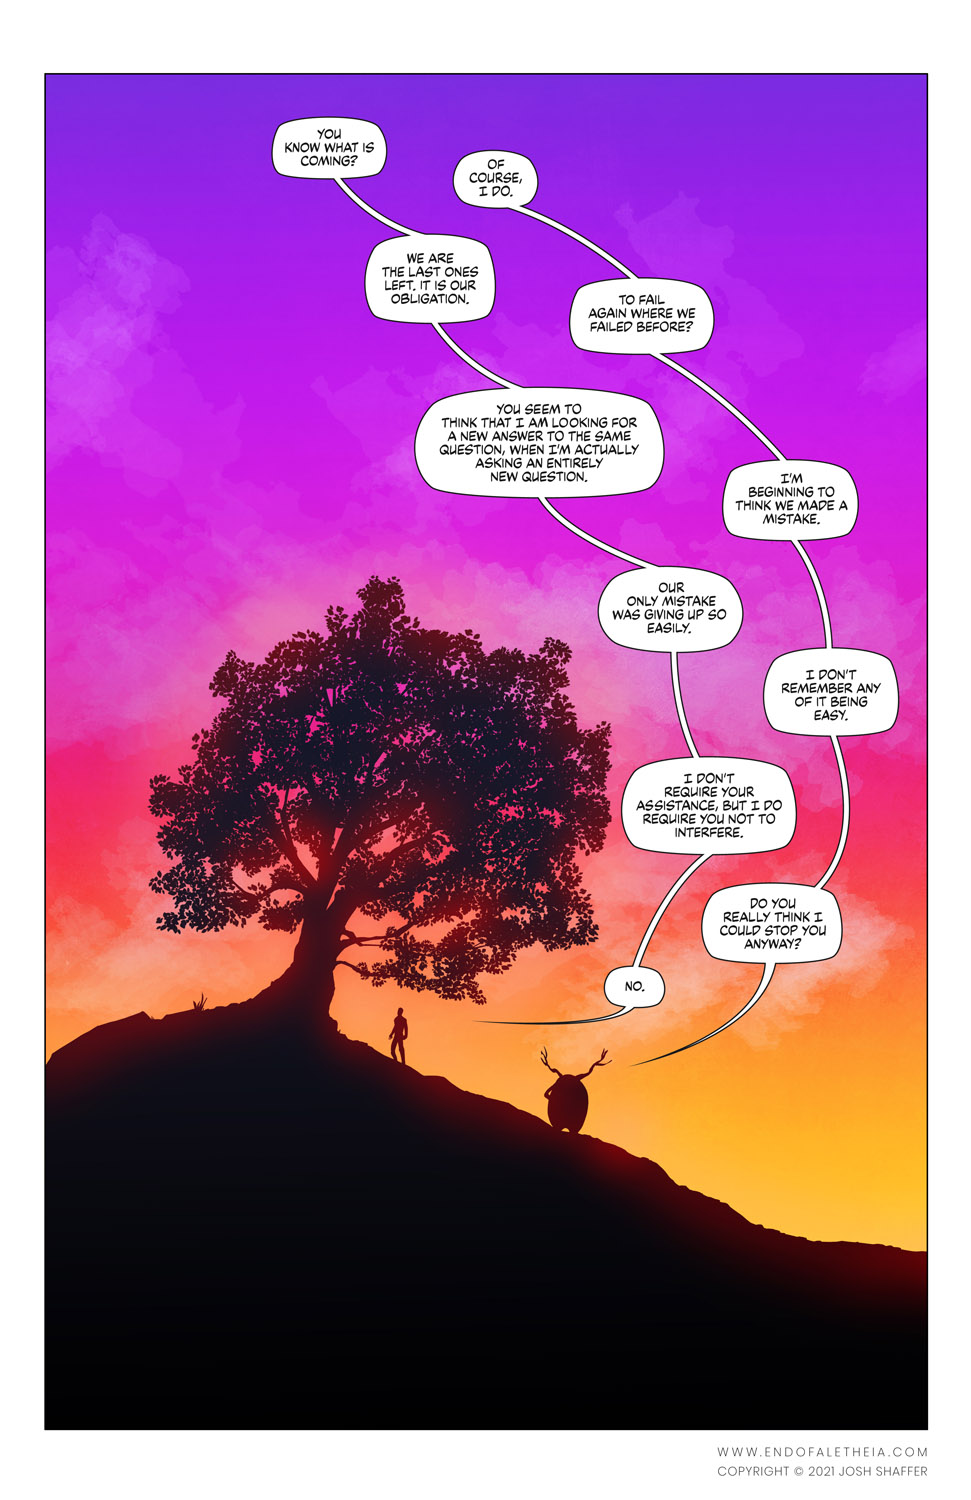 YOU
KNOW WHAT IS
COMING?
OF
COURSE,
I DO.
WE ARE
THE LAST ONES
LEFT. IT IS OUR
OBLIGATION.
TO FAIL
AGAIN WHERE WE
FAILED BEFORE?
YOU SEEM TO
THINK THAT I AM LOOKING FOR
A NEW ANSWER TO THE SAME
QUESTION, WHEN I'M ACTUALLY
ASKING AN ENTIRELY
NEW QUESTION.
I'M
BEGINNING TO
THINK WE MADE A
MISTAKE.
OUR
ONLY MISTAKE
WAS GIVING UP SO
EASILY.
I DON'T
REMEMBER ANY
OF IT BEING
EASY.
I DON'T
REQUIRE YOUR
ASSISTANCE, BUT I DO
REQUIRE YOU NOT TO
INTERFERE.
DO YOU
REALLY THINK I
COULD STOP YOU
ANYWAY?
NO.
WWW.ENDOFALETHEIA.COM
COPYRIGHT © 2021 JOSH SHAFFER